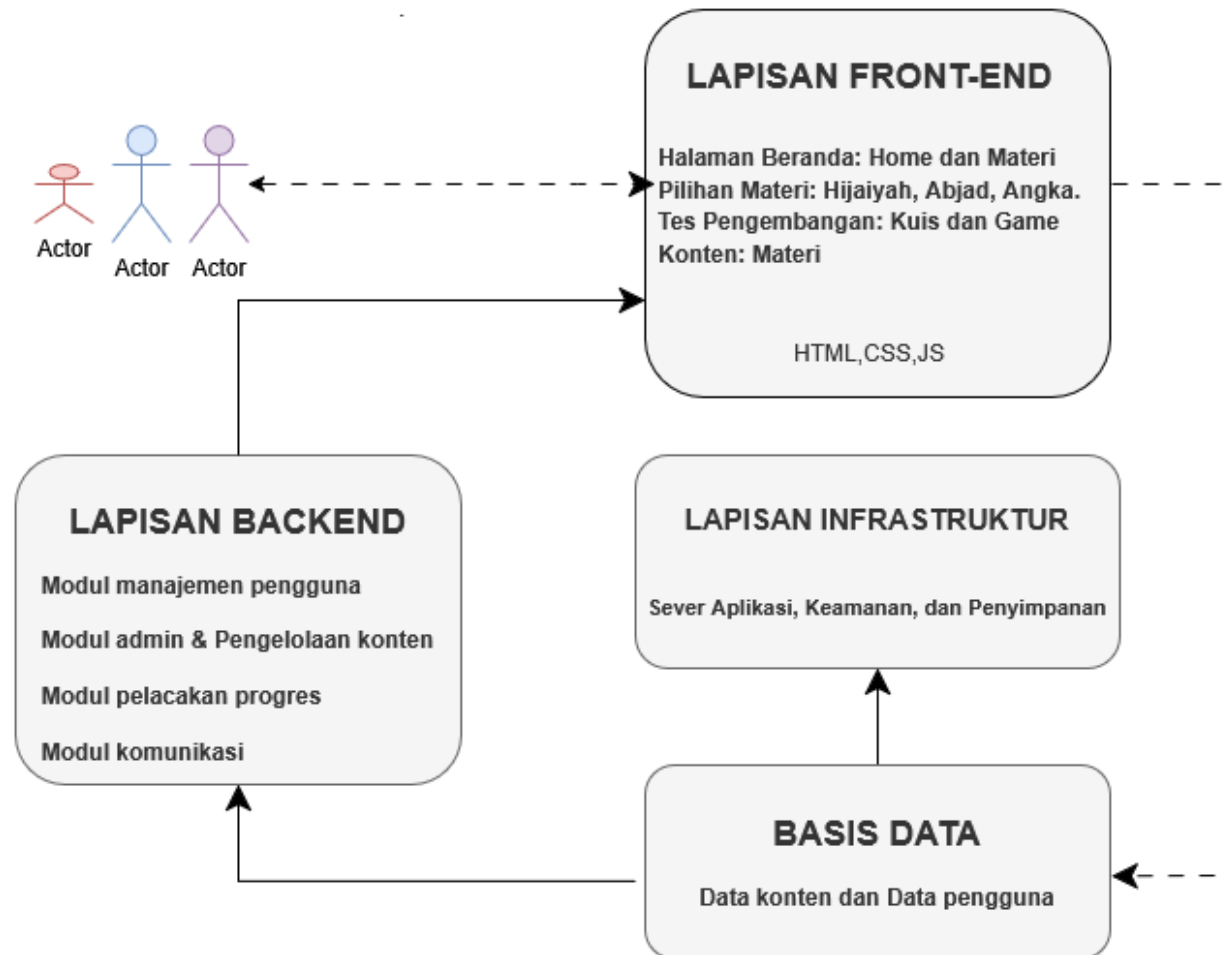 LAPISAN FRONT-END
Halaman Beranda: Home dan Materi
Pilihan Materi: Hijaiyah, Abjad, Angka.
Tes Pengembangan: Kuis dan Game
Konten: Materi
HTML,CSS,JS
Actor
Actor
Actor
LAPISAN BACKEND
Modul manajemen pengguna
Modul admin & Pengelolaan konten
Modul pelacakan progres
Modul komunikasi
LAPISAN INFRASTRUKTUR
Sever Aplikasi, Keamanan, dan Penyimpanan
BASIS DATA
Data konten dan Data pengguna